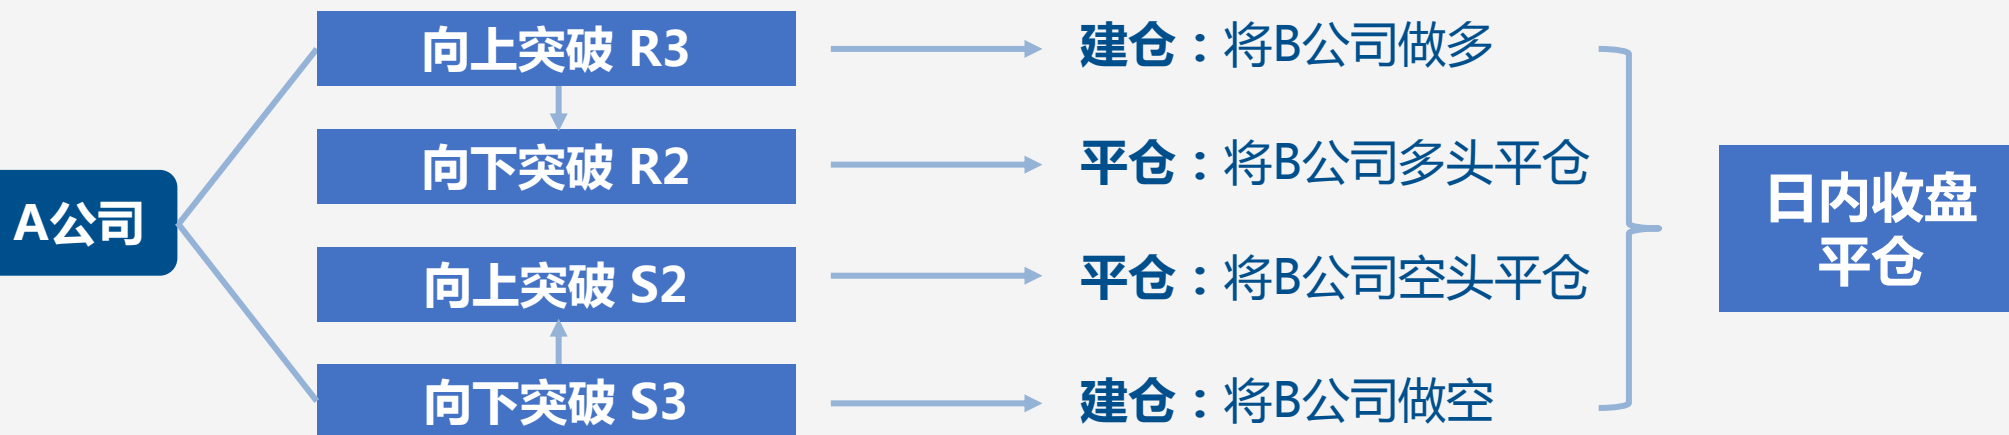 A公司
向上突破 R3
建仓：将B公司做多
向下突破 R2
平仓：将B公司多头平仓
向上突破 S2
平仓：将B公司空头平仓
向下突破 S3
建仓：将B公司做空
日内收盘
平仓